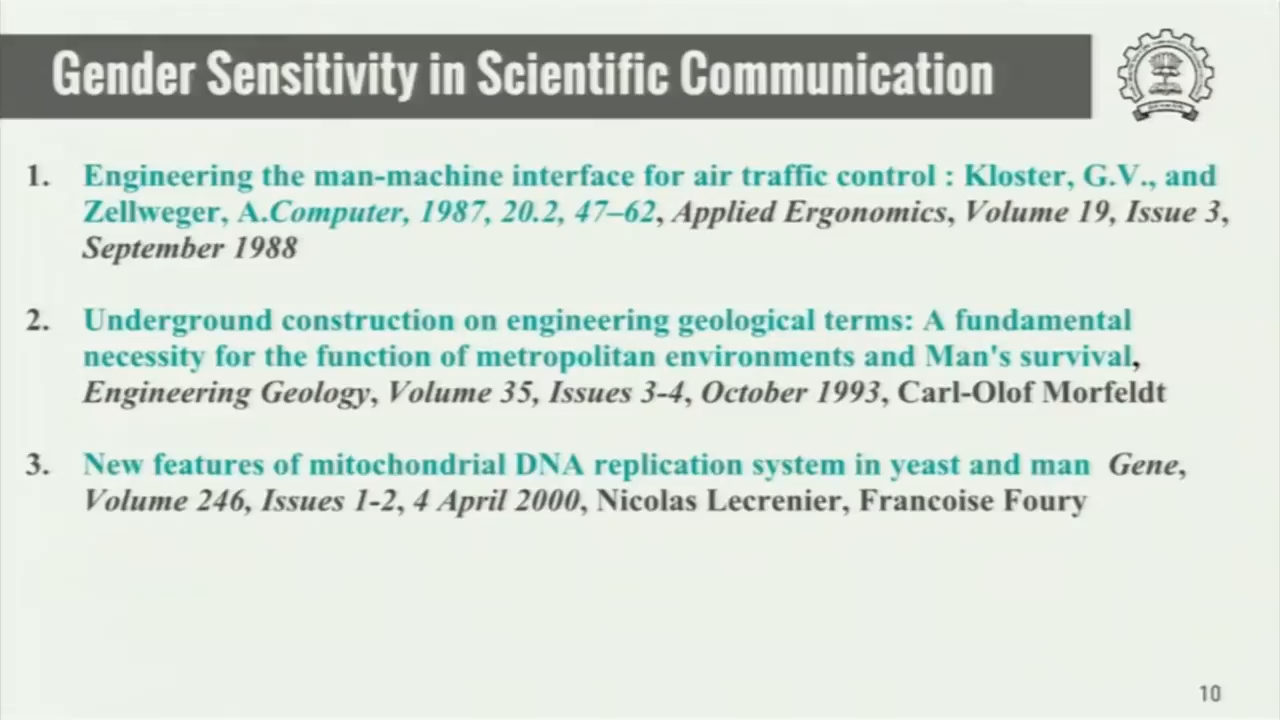 Gender Sensitivity in Scientific Communication
1. Engineering the man-machine interface for air traffic control : Kloster, G.V., and
Zellweger, A.Computer, 1987, 20.2, 47–62, Applied Ergonomics, Volume 19, Issue 3,
September 1988
2. Underground construction on engineering geological terms: A fundamental
necessity for the function of metropolitan environments and Man's survival,
Engineering Geology, Volume 35, Issues 3-4, October 1993, Carl-Olof Morfeldt
3. New features of mitochondrial DNA replication system in yeast and man Gene,
Volume 246, Issues 1-2, 4 April 2000, Nicolas Lecrenier, Francoise Foury
10